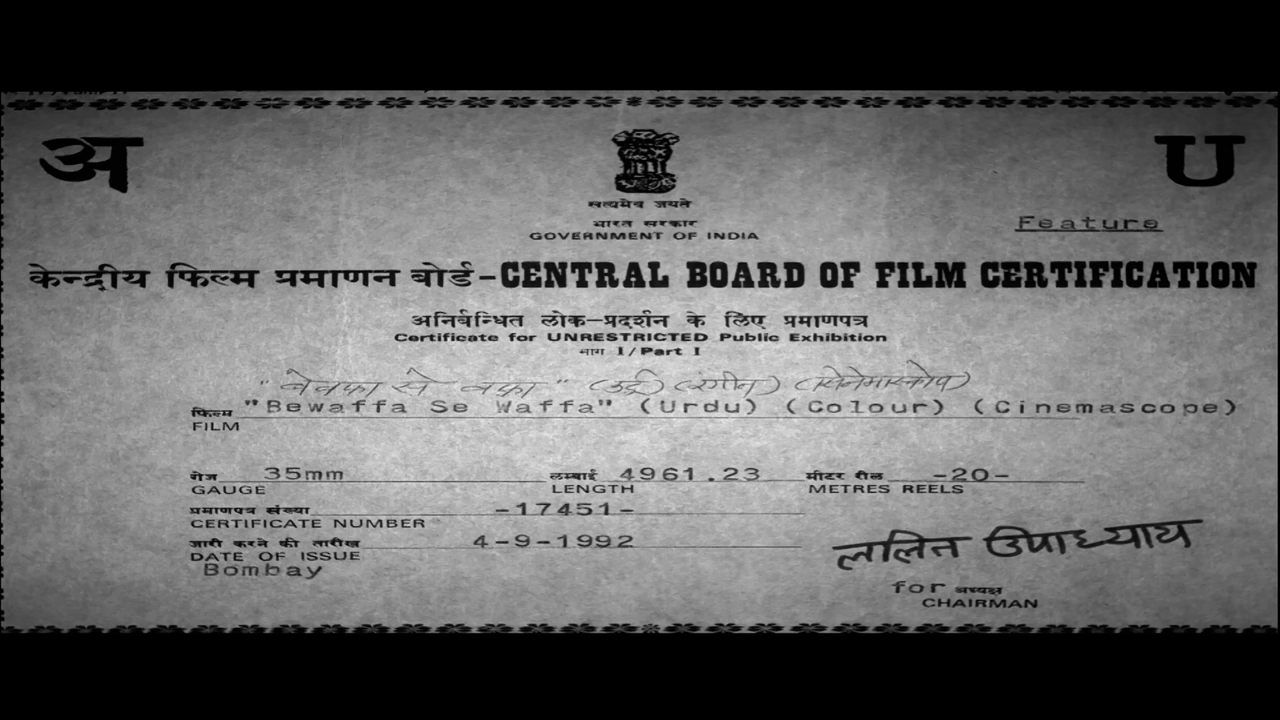 अ
U
सत्यमेव जयते
भारत सरकार
GOVERNMENT OF INDIA
Feature
केन्द्रीय फिल्म प्रमाणन बोर्ड-CENTRAL BOARD OF FILM CERTIFICATION
अनिर्बन्धित लोक-प्रदर्शन के लिए प्रमाणपत्र
Certificate for UNRESTRICTED Public Exhibition
भाग I/Part I
"बेवफा से वफा" (उर्दू) (रंगीन) (सिनेमास्कोप)
फिल्म "Bewaffa Se Waffa" (Urdu) (Colour) (Cinemascope)
FILM
गेज 35mm लम्बाई 4961.23 मीटर रील -20-
GAUGE LENGTH METRES REELS
प्रमाणपत्र संख्या -17451-
CERTIFICATE NUMBER
जारी करने की तारीख 4-9-1992
DATE OF ISSUE
Bombay
ललित उपाध्याय
for अध्यक्ष
CHAIRMAN